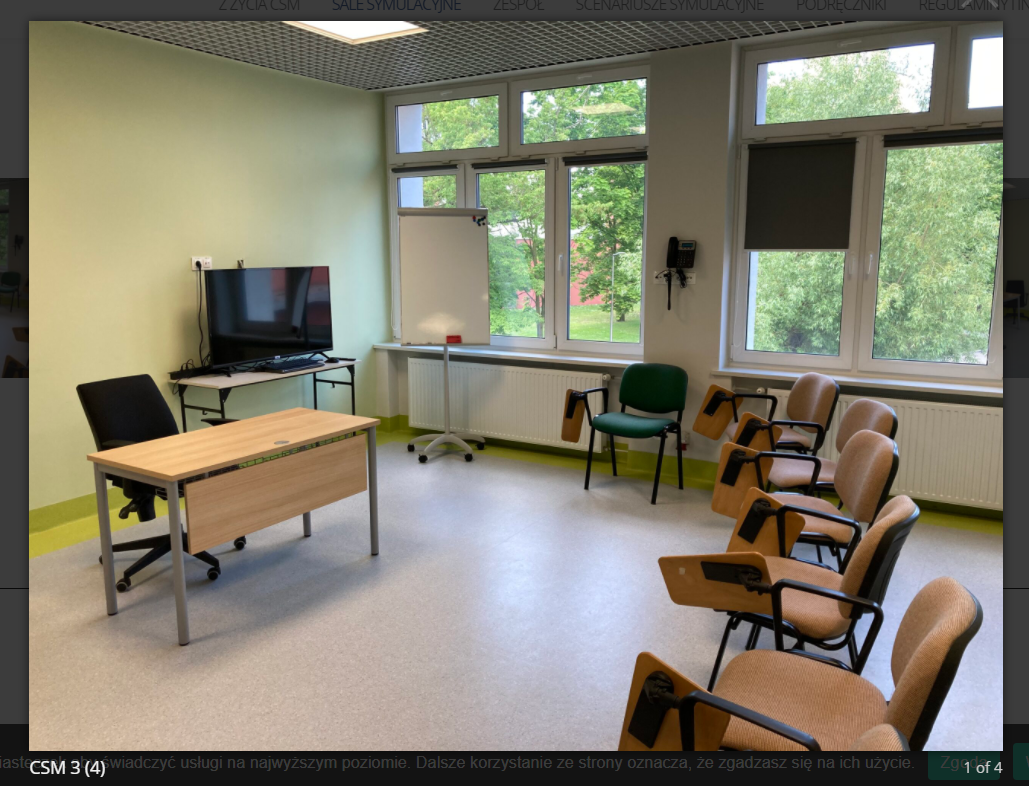 Z ŻYCIA CSM SALE SYMULACYJNE ZESPÓŁ SCENARIUSZE SYMULACYJNE PODRĘCZNIKI
świadczyć usługi na najwyższym poziomie. Dalsze korzystanie ze strony oznacza, że zgadzasz się na ich użycie. Zgoda
CSM 3 (4)
1 of 4